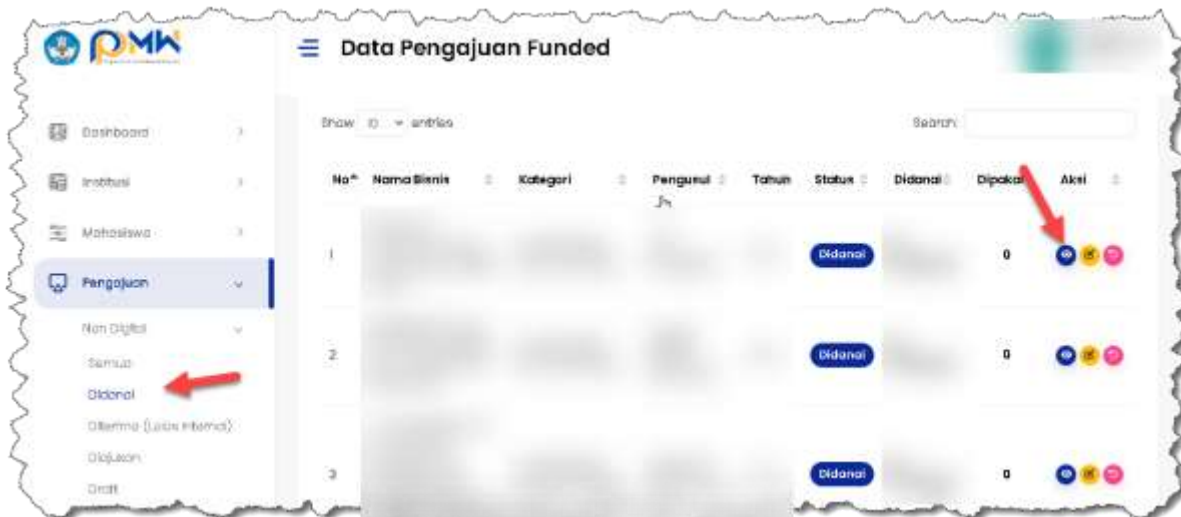 PMW
Data Pengajuan Funded
Show 10 entries
Search:
Dashboard
Institusi
Mahasiswa
Pengajuan
Non Digital
Semua
Didanai
Diterima (Lolos Internal)
Diajukan
Draft
No Nama Bisnis Kategori Pengusul Tahun Status Didanai Dipakai Aksi
1 Didanai 0
2 Didanai 0
3 Didanai 0